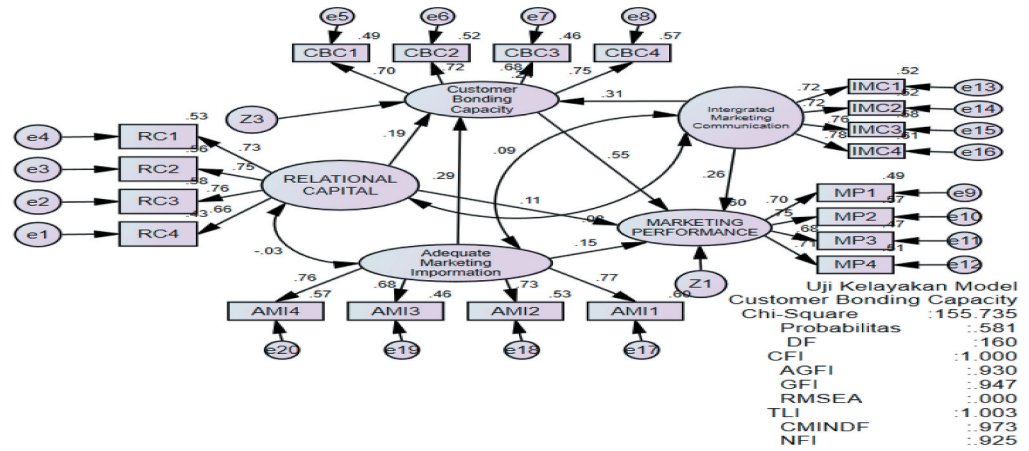 e5
e6
e7
e8
.49
.52
.46
.57
CBC1
CBC2
CBC3
CBC4
.70
.72
.68
.75
Customer
Bonding
Capacity
Z3
.31
Intergrated
Marketing
Communication
.72
.72
.76
.78
IMC1
IMC2
IMC3
IMC4
.52
e13
e14
e15
e16
e4
e3
e2
e1
RC1
RC2
RC3
RC4
.53
.73
.75
.76
.66
RELATIONAL
CAPITAL
.19
.29
.09
.55
.26
.11
.15
-.03
MARKETING
PERFORMANCE
.70
.75
.68
.71
MP1
MP2
MP3
MP4
.49
e9
e10
e11
e12
Z1
Adequate
Marketing
Impormation
.76
.68
.73
.77
.57
.46
.53
AMI4
AMI3
AMI2
AMI1
e20
e19
e18
e17
Uji Kelayakan Model
Customer Bonding Capacity
Chi-Square :155.735
Probabilitas :.581
DF :160
CFI :1.000
AGFI :.930
GFI :.947
RMSEA :.000
TLI :1.003
CMINDF :.973
NFI :.925